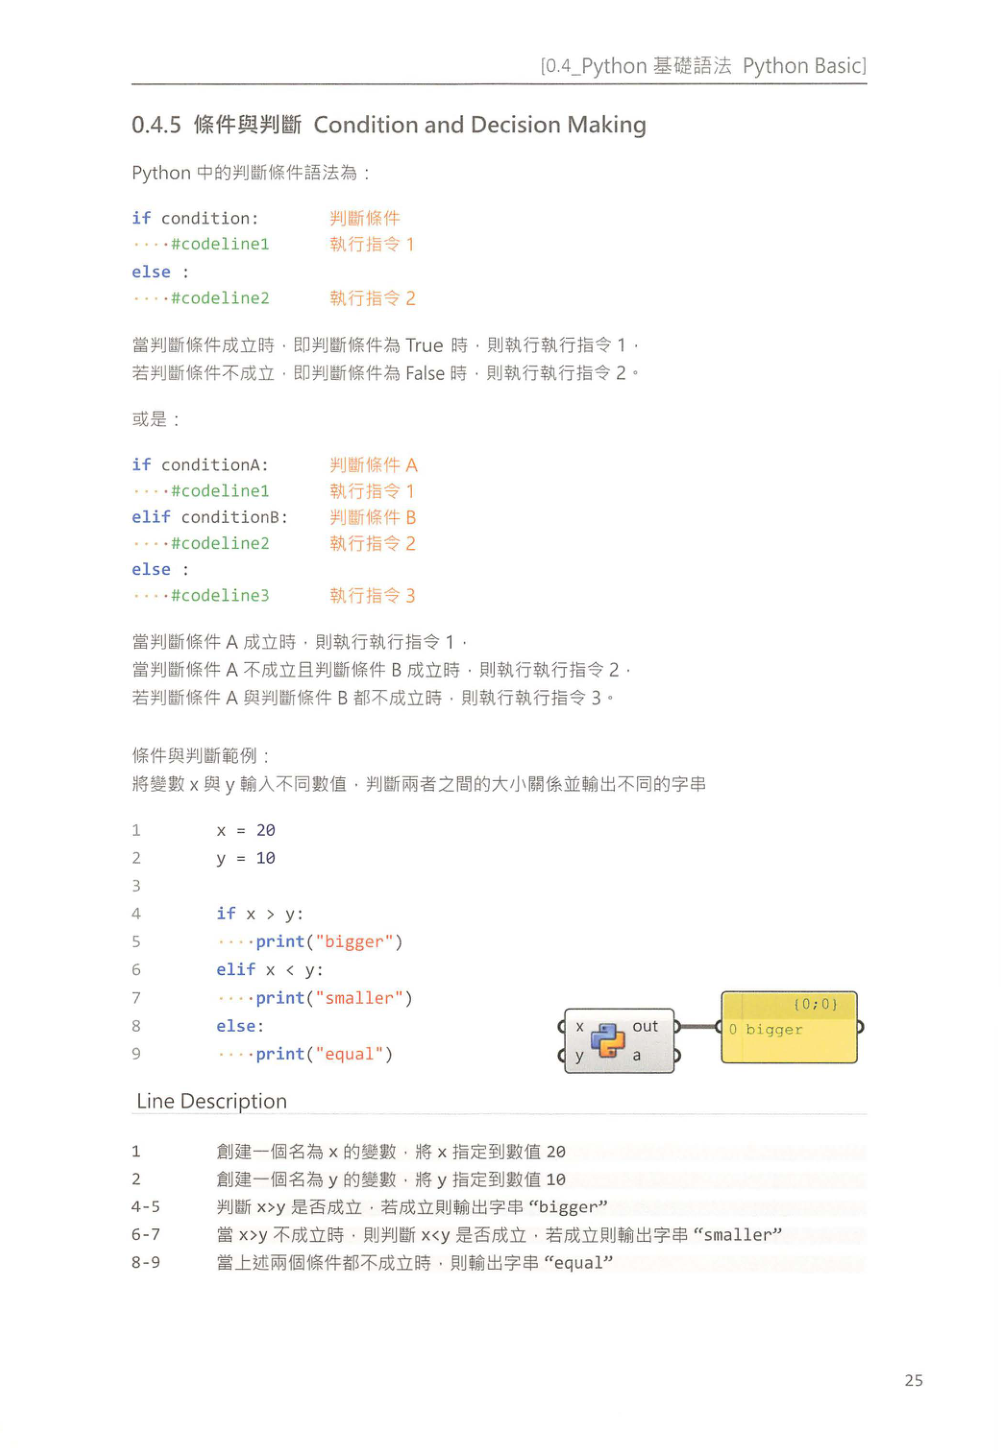 [0.4_Python 基礎語法 Python Basic]
0.4.5 條件與判斷 Condition and Decision Making
Python 中的判斷條件語法為：
if condition: 判斷條件
····#codeline1 執行指令 1
else :
····#codeline2 執行指令 2
當判斷條件成立時，即判斷條件為 True 時，則執行執行指令 1，
若判斷條件不成立，即判斷條件為 False 時，則執行執行指令 2。
或是：
if conditionA: 判斷條件 A
····#codeline1 執行指令 1
elif conditionB: 判斷條件 B
····#codeline2 執行指令 2
else :
····#codeline3 執行指令 3
當判斷條件 A 成立時，則執行執行指令 1，
當判斷條件 A 不成立且判斷條件 B 成立時，則執行執行指令 2，
若判斷條件 A 與判斷條件 B 都不成立時，則執行執行指令 3。
條件與判斷範例：
將變數 x 與 y 輸入不同數值，判斷兩者之間的大小關係並輸出不同的字串
1 x = 20
2 y = 10
3
4 if x > y:
5 ····print("bigger")
6 elif x < y:
7 ····print("smaller")
8 else:
9 ····print("equal")
{0;0}
x out
0 bigger
y a
Line Description
1 創建一個名為 x 的變數，將 x 指定到數值 20
2 創建一個名為 y 的變數，將 y 指定到數值 10
4-5 判斷 x>y 是否成立，若成立則輸出字串 “bigger”
6-7 當 x>y 不成立時，則判斷 x<y 是否成立，若成立則輸出字串 “smaller”
8-9 當上述兩個條件都不成立時，則輸出字串 “equal”
25